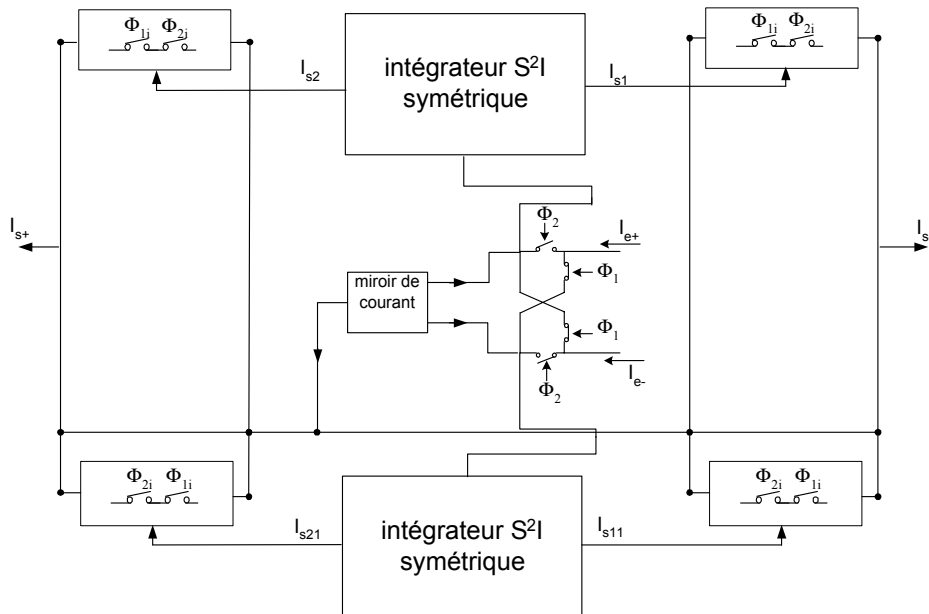 Φ1i Φ2i
Φ1i Φ2i
Is2
intégrateur S²I
symétrique
Is1
Is+
Φ2
Ie+
Is
miroir de
courant
Φ1
Φ1
Φ2
Ie-
Φ2i Φ1i
Φ2i Φ1i
Is21
intégrateur S²I
symétrique
Is11